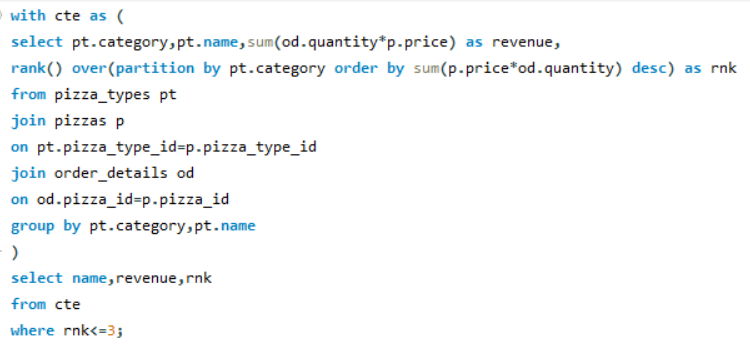 with cte as (
select pt.category,pt.name,sum(od.quantity*p.price) as revenue,
rank() over(partition by pt.category order by sum(p.price*od.quantity) desc) as rnk
from pizza_types pt
join pizzas p
on pt.pizza_type_id=p.pizza_type_id
join order_details od
on od.pizza_id=p.pizza_id
group by pt.category,pt.name
)
select name,revenue,rnk
from cte
where rnk<=3;